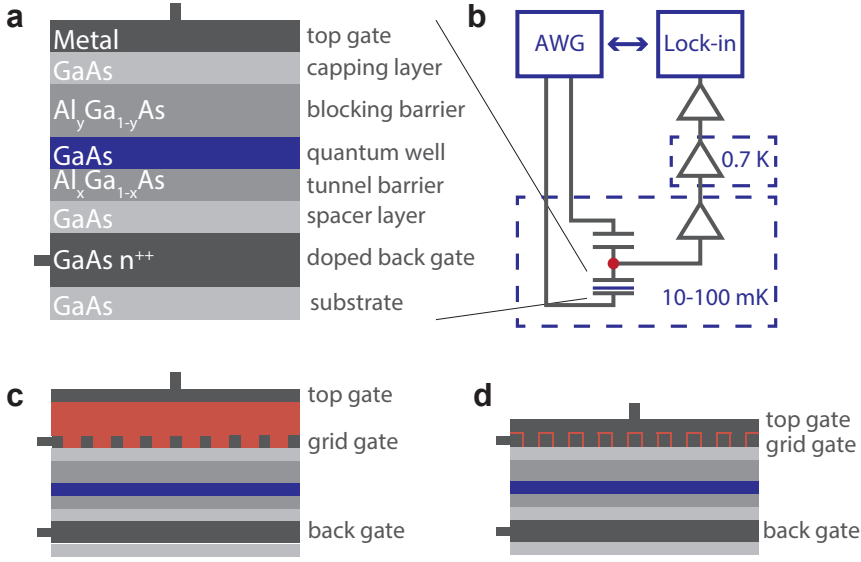 a
Metal
top gate
GaAs
capping layer
AlyGa1-yAs
blocking barrier
GaAs
quantum well
AlxGa1-xAs
tunnel barrier
GaAs
spacer layer
GaAs n++
doped back gate
GaAs
substrate
b
AWG
Lock-in
0.7 K
10-100 mK
c
top gate
grid gate
back gate
d
top gate
grid gate
back gate